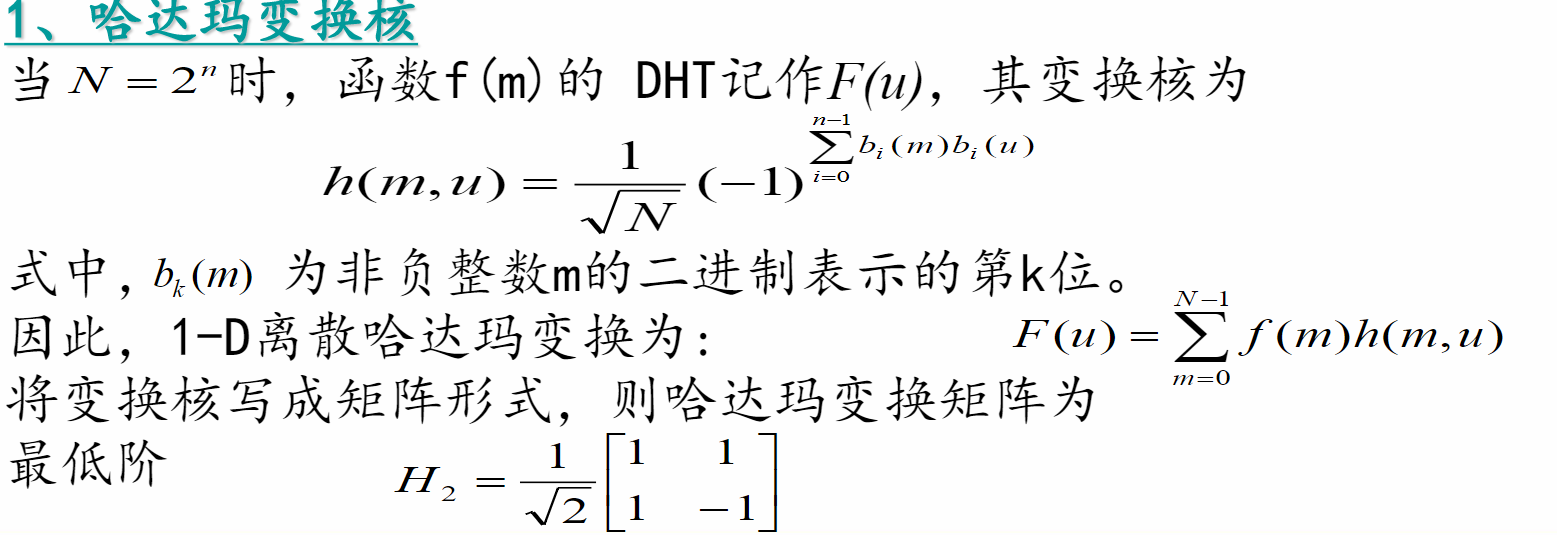 1、哈达玛变换核
当 N = 2ⁿ 时，函数f(m)的 DHT记作F(u)，其变换核为
h(m,u) = \frac{1}{\sqrt{N}} (-1)^{\sum_{i=0}^{n-1} b_i(m)b_i(u)}
式中，b_k(m) 为非负整数m的二进制表示的第k位。
因此，1-D离散哈达玛变换为： F(u) = \sum_{m=0}^{N-1} f(m)h(m,u)
将变换核写成矩阵形式，则哈达玛变换矩阵为
最低阶 H_2 = \frac{1}{\sqrt{2}} \begin{bmatrix} 1 & 1 \\ 1 & -1 \end{bmatrix}